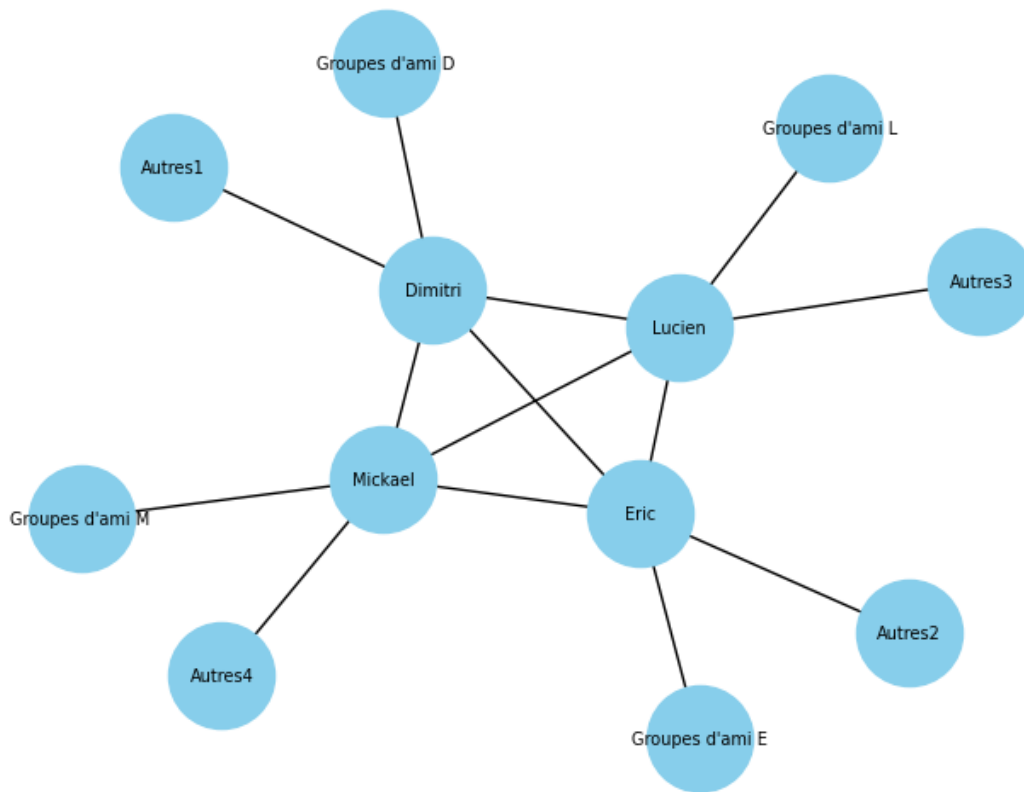 Groupes d'ami D
Groupes d'ami L
Autres1
Autres3
Dimitri
Lucien
Mickael
Eric
Groupes d'ami M
Autres2
Autres4
Groupes d'ami E